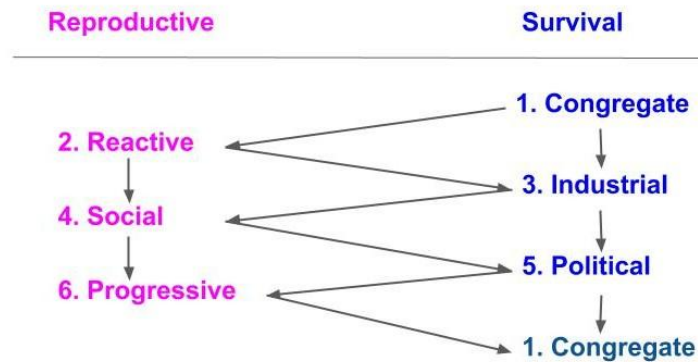 Reproductive Survival
1. Congregate
2. Reactive
3. Industrial
4. Social
5. Political
6. Progressive
1. Congregate